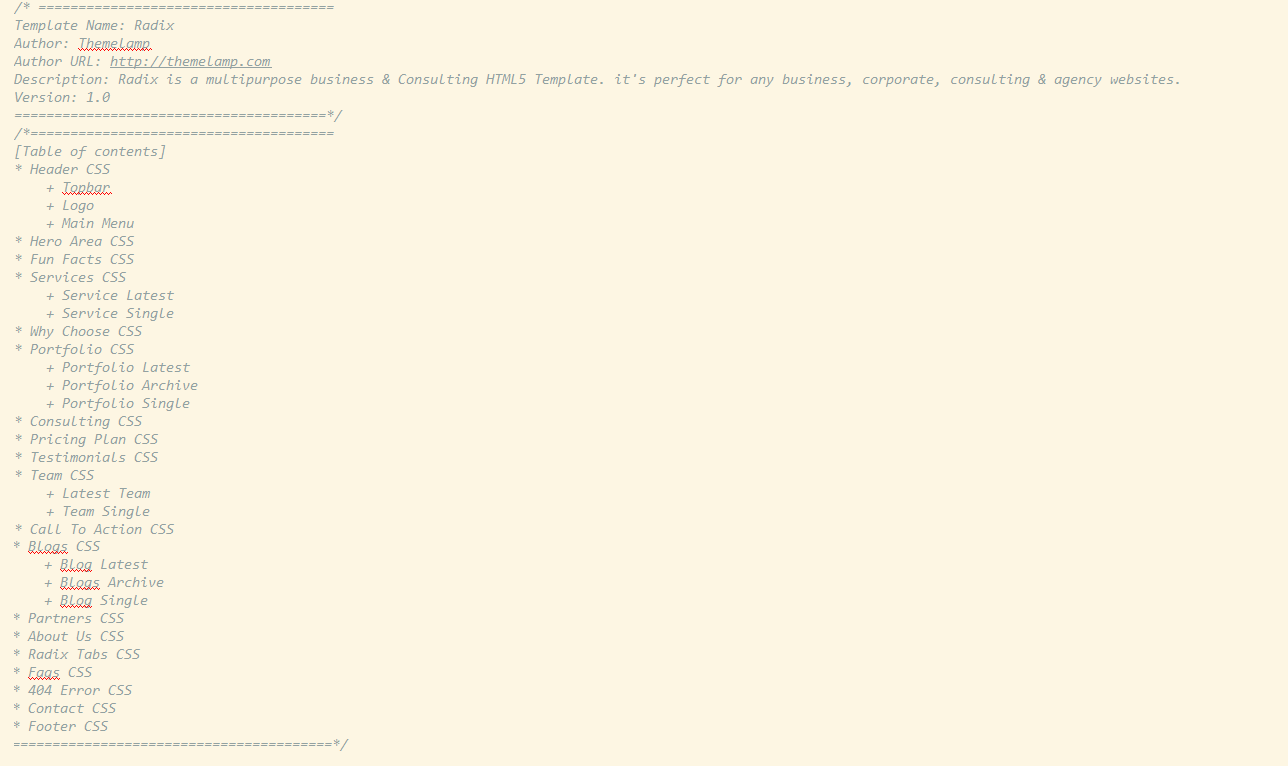 /* =====================================
Template Name: Radix
Author: Themelamp
Author URL: http://themelamp.com
Description: Radix is a multipurpose business & Consulting HTML5 Template. it's perfect for any business, corporate, consulting & agency websites.
Version: 1.0
=======================================*/
/*======================================
[Table of contents]
* Header CSS
    + Topbar
    + Logo
    + Main Menu
* Hero Area CSS
* Fun Facts CSS
* Services CSS
    + Service Latest
    + Service Single
* Why Choose CSS
* Portfolio CSS
    + Portfolio Latest
    + Portfolio Archive
    + Portfolio Single
* Consulting CSS
* Pricing Plan CSS
* Testimonials CSS
* Team CSS
    + Latest Team
    + Team Single
* Call To Action CSS
* Blogs CSS
    + Blog Latest
    + Blogs Archive
    + Blog Single
* Partners CSS
* About Us CSS
* Radix Tabs CSS
* Faqs CSS
* 404 Error CSS
* Contact CSS
* Footer CSS
========================================*/